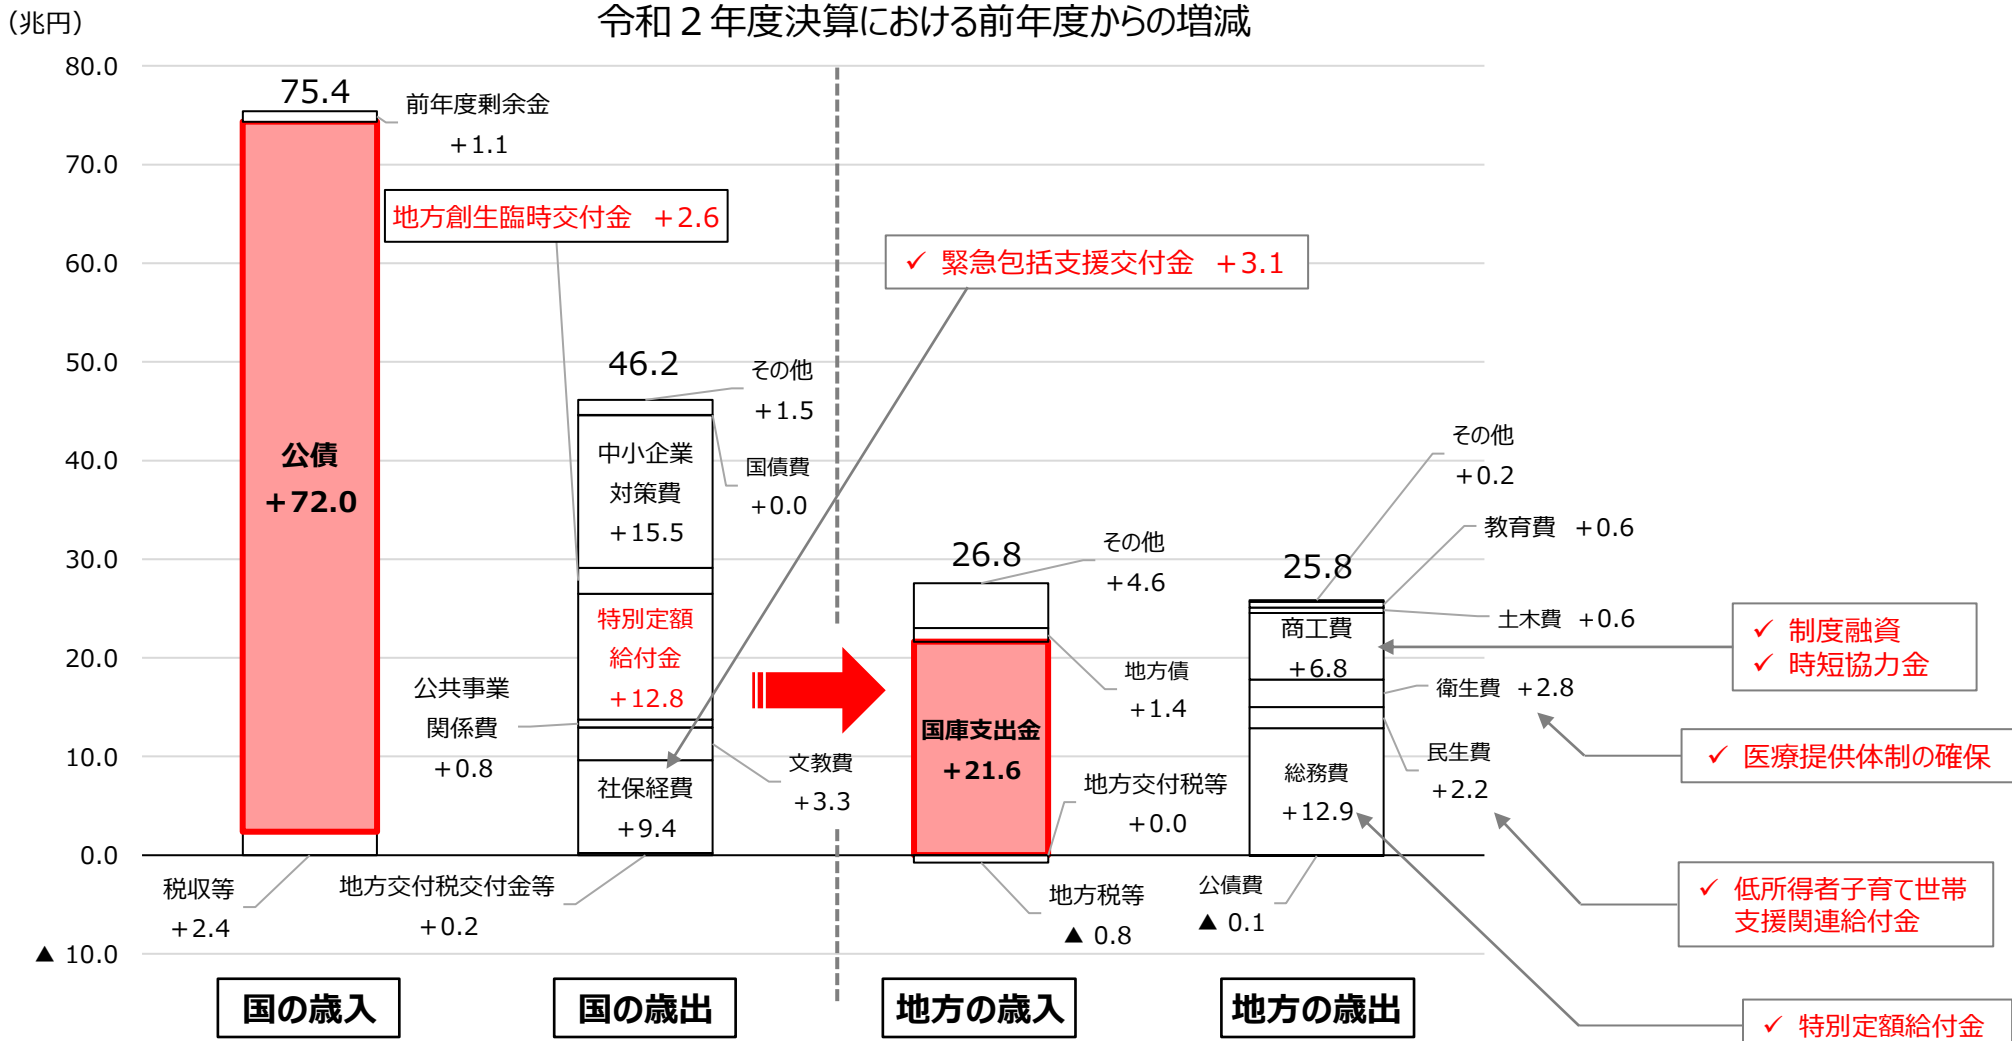 令和２年度決算における前年度からの増減
（兆円）
80.0
70.0
60.0
50.0
40.0
30.0
20.0
10.0
0.0
▲ 10.0
75.4
前年度剰余金
+1.1
公債
+72.0
税収等
+2.4
国の歳入
地方創生臨時交付金 +2.6
46.2
その他
+1.5
中小企業
対策費
+15.5
国債費
+0.0
特別定額
給付金
+12.8
公共事業
関係費
+0.8
文教費
+3.3
社保経費
+9.4
地方交付税交付金等
+0.2
国の歳出
✓ 緊急包括支援交付金 +3.1
26.8
その他
+4.6
地方債
+1.4
国庫支出金
+21.6
地方交付税等
+0.0
地方税等
▲ 0.8
地方の歳入
25.8
その他
+0.2
教育費 +0.6
土木費 +0.6
商工費
+6.8
衛生費 +2.8
民生費
+2.2
総務費
+12.9
公債費
▲ 0.1
地方の歳出
✓ 制度融資
✓ 時短協力金
✓ 医療提供体制の確保
✓ 低所得者子育て世帯
支援関連給付金
✓ 特別定額給付金